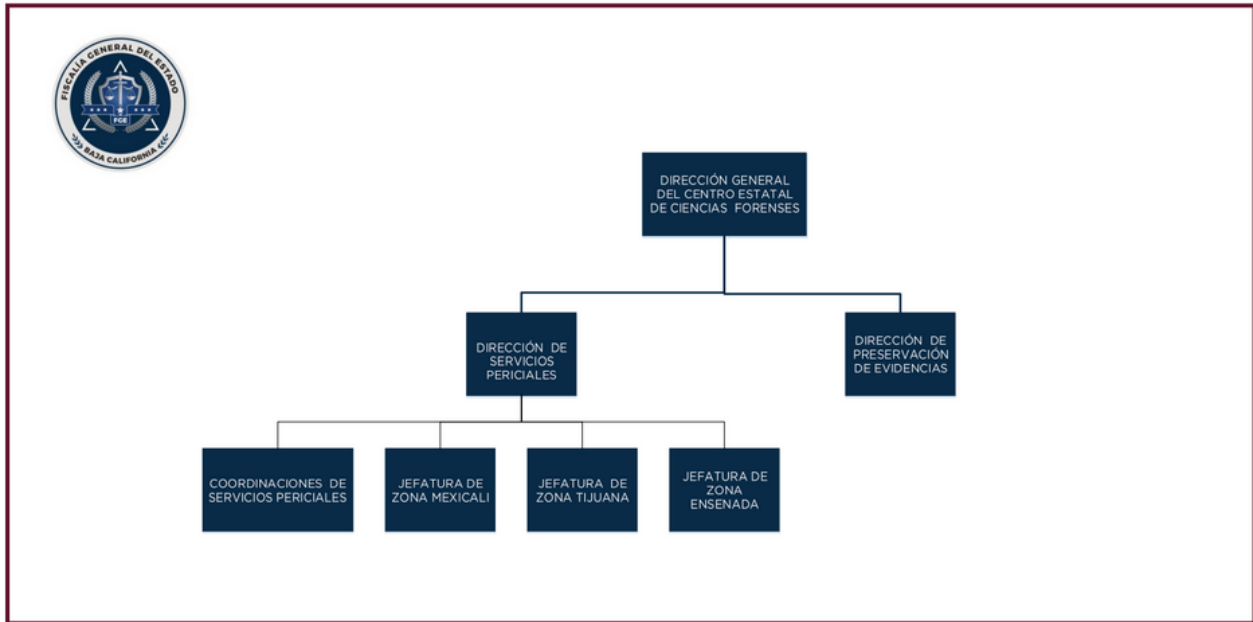 FISCALÍA GENERAL DEL ESTADO
FGE
BAJA CALIFORNIA
DIRECCIÓN GENERAL
DEL CENTRO ESTATAL
DE CIENCIAS FORENSES
DIRECCIÓN DE
SERVICIOS
PERICIALES
DIRECCIÓN DE
PRESERVACIÓN
DE EVIDENCIAS
COORDINACIONES DE
SERVICIOS PERICIALES
JEFATURA DE
ZONA MEXICALI
JEFATURA DE
ZONA TIJUANA
JEFATURA DE
ZONA
ENSENADA